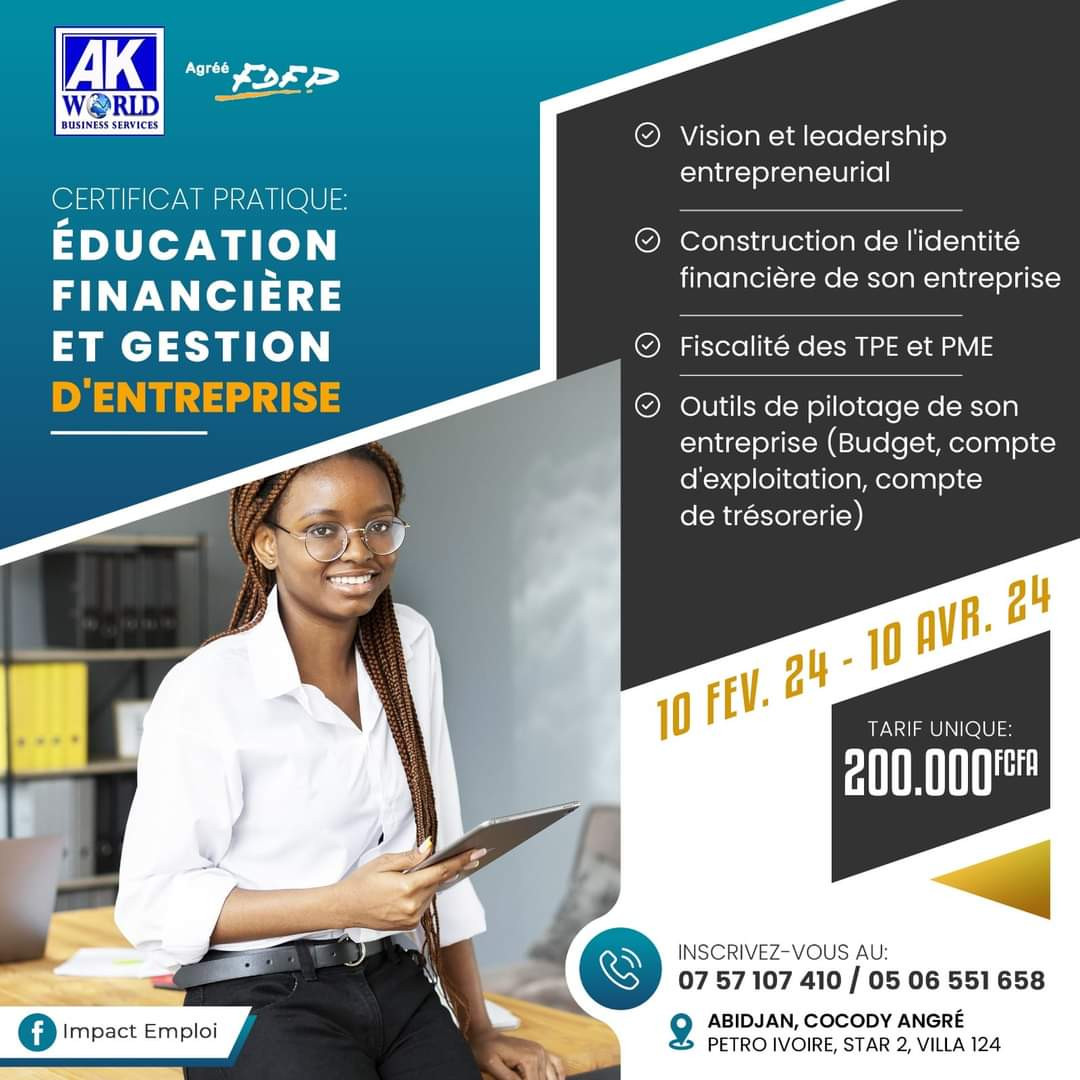 AK
WORLD
BUSINESS SERVICES
Agréé FDFP
CERTIFICAT PRATIQUE:
ÉDUCATION
FINANCIÈRE
ET GESTION
D'ENTREPRISE
Vision et leadership
entrepreneurial
Construction de l'identité
financière de son entreprise
Fiscalité des TPE et PME
Outils de pilotage de son
entreprise (Budget, compte
d'exploitation, compte
de trésorerie)
10 FEV. 24 - 10 AVR. 24
TARIF UNIQUE:
200.000FCFA
INSCRIVEZ-VOUS AU:
07 57 107 410 / 05 06 551 658
ABIDJAN, COCODY ANGRÉ
PETRO IVOIRE, STAR 2, VILLA 124
Impact Emploi